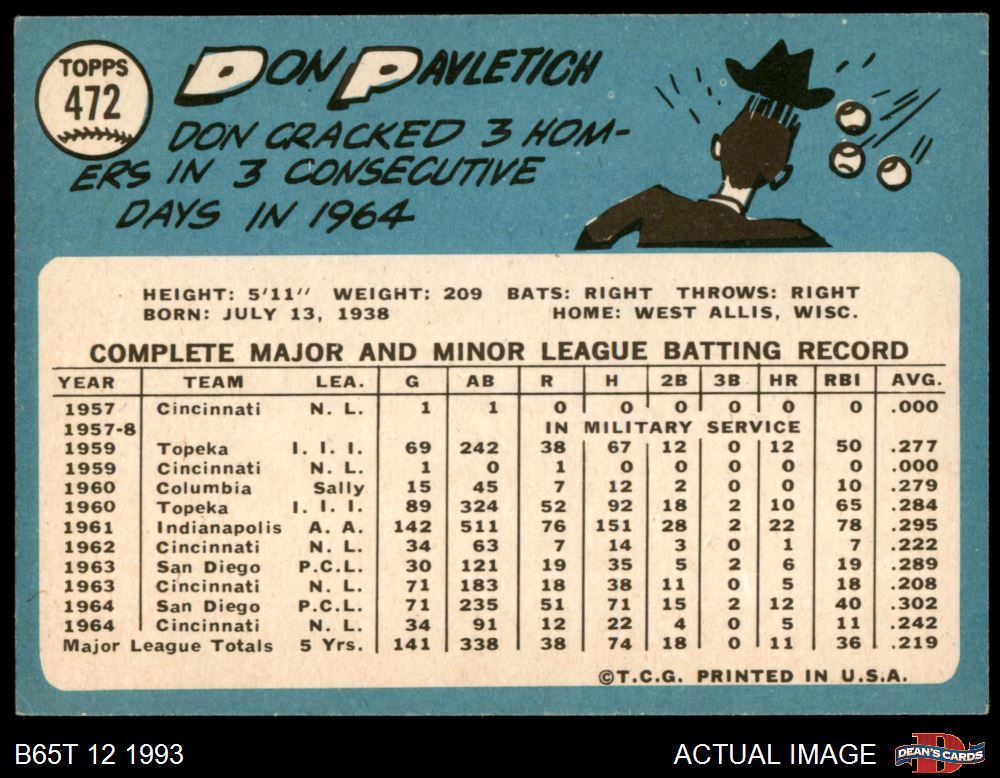 TOPPS
472
DON PAVLETICH
DON CRACKED 3 HOM-
ERS IN 3 CONSECUTIVE
DAYS IN 1964
HEIGHT: 5'11" WEIGHT: 209 BATS: RIGHT THROWS: RIGHT
BORN: JULY 13, 1938 HOME: WEST ALLIS, WISC.
COMPLETE MAJOR AND MINOR LEAGUE BATTING RECORD
YEAR TEAM LEA. G AB R H 2B 3B HR RBI AVG.
1957 Cincinnati N. L. 1 1 0 0 0 0 0 0 .000
1957-8 IN MILITARY SERVICE
1959 Topeka I. I. I. 69 242 38 67 12 0 12 50 .277
1959 Cincinnati N. L. 1 0 1 0 0 0 0 0 .000
1960 Columbia Sally 15 45 7 12 2 0 0 10 .279
1960 Topeka I. I. I. 89 324 52 92 18 2 10 65 .284
1961 Indianapolis A. A. 142 511 76 151 28 2 22 78 .295
1962 Cincinnati N. L. 34 63 7 14 3 0 1 7 .222
1963 San Diego P.C.L. 30 121 19 35 5 2 6 19 .289
1963 Cincinnati N. L. 71 183 18 38 11 0 5 18 .208
1964 San Diego P.C.L. 71 235 51 71 15 2 12 40 .302
1964 Cincinnati N. L. 34 91 12 22 4 0 5 11 .242
Major League Totals 5 Yrs. 141 338 38 74 18 0 11 36 .219
©T.C.G. PRINTED IN U.S.A.
B65T 12 1993 ACTUAL IMAGE DEAN'S CARDS